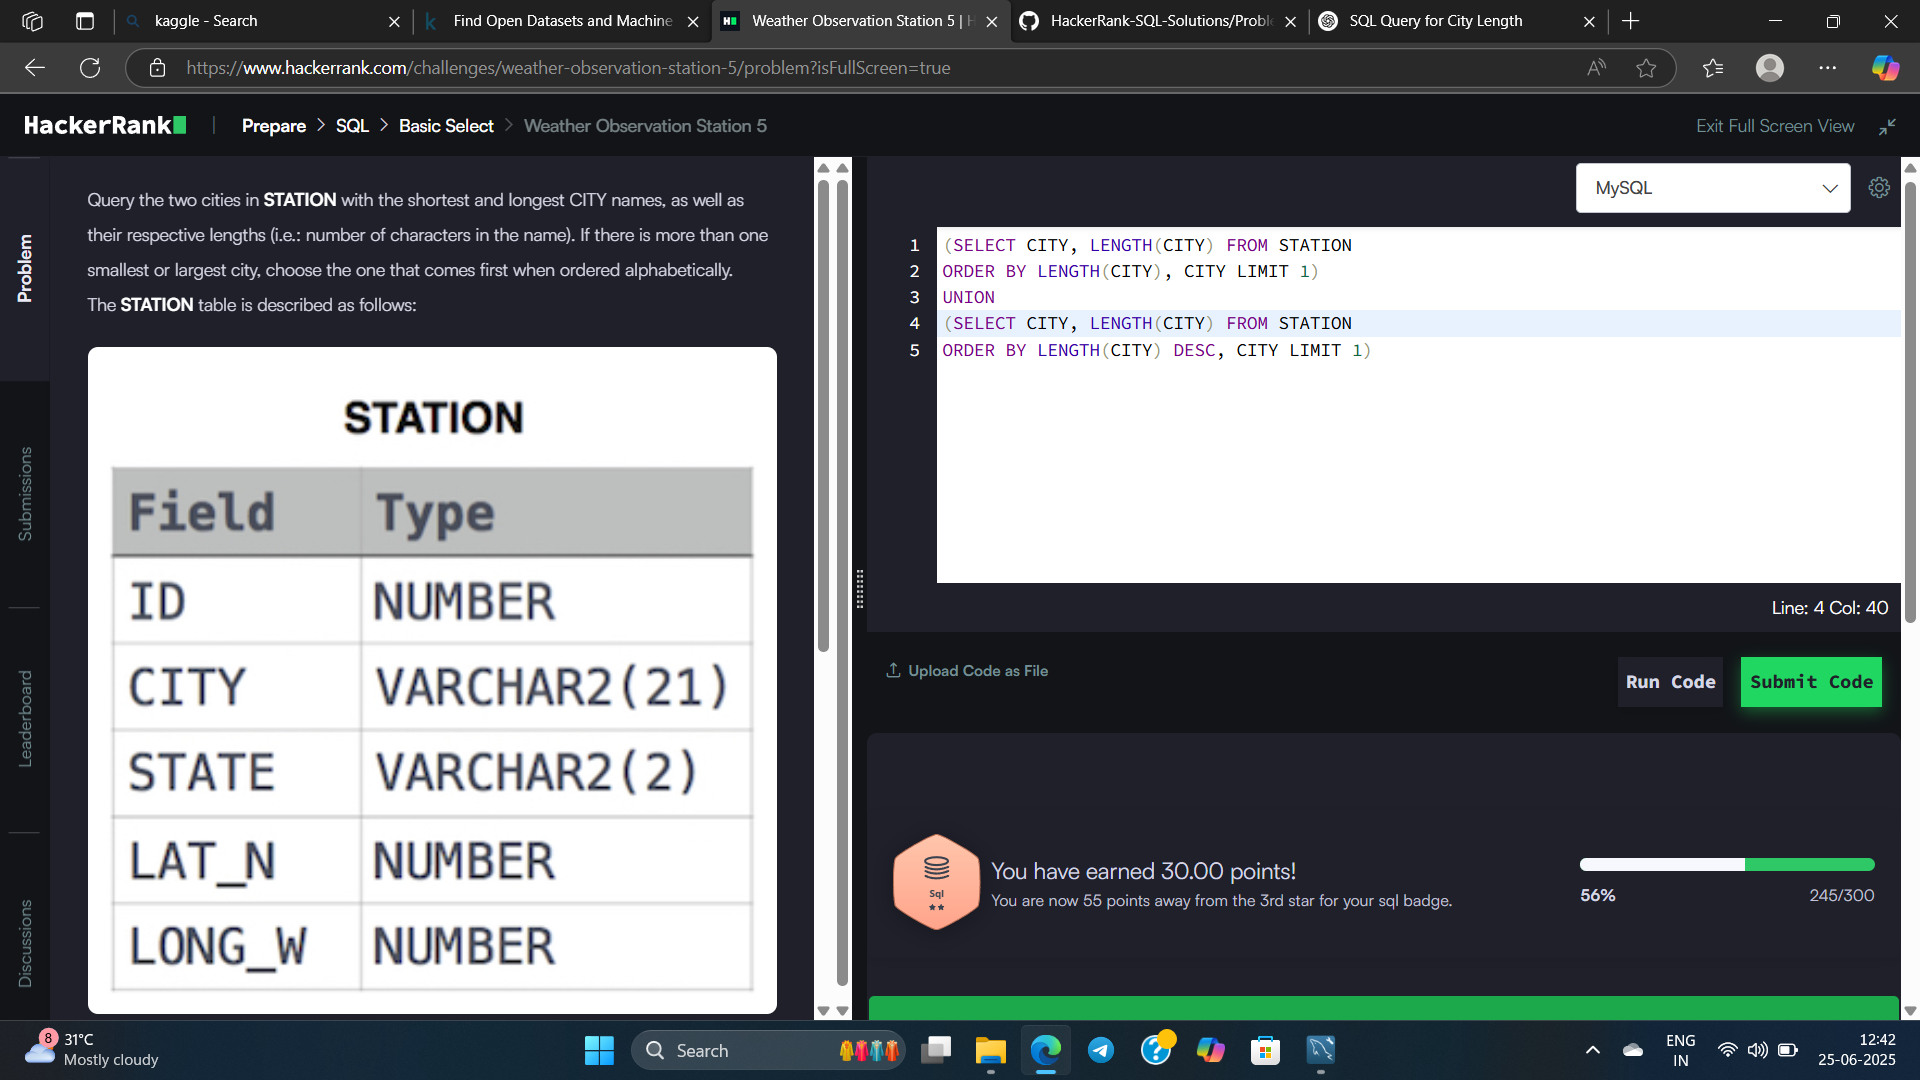 kaggle - Search
Find Open Datasets and Machine
Weather Observation Station 5 |
HackerRank-SQL-Solutions/Proble
SQL Query for City Length
https://www.hackerrank.com/challenges/weather-observation-station-5/problem?isFullScreen=true
HackerRank
Prepare > SQL > Basic Select > Weather Observation Station 5
Exit Full Screen View
Problem
Submissions
Leaderboard
Discussions
Query the two cities in STATION with the shortest and longest CITY names, as well as
their respective lengths (i.e.: number of characters in the name). If there is more than one
smallest or largest city, choose the one that comes first when ordered alphabetically.
The STATION table is described as follows:
STATION
Field Type
ID NUMBER
CITY VARCHAR2(21)
STATE VARCHAR2(2)
LAT_N NUMBER
LONG_W NUMBER
MySQL
1 (SELECT CITY, LENGTH(CITY) FROM STATION
2 ORDER BY LENGTH(CITY), CITY LIMIT 1)
3 UNION
4 (SELECT CITY, LENGTH(CITY) FROM STATION
5 ORDER BY LENGTH(CITY) DESC, CITY LIMIT 1)
Line: 4 Col: 40
Upload Code as File
Run Code
Submit Code
Sql
You have earned 30.00 points!
You are now 55 points away from the 3rd star for your sql badge.
56%
245/300
8
31°C
Mostly cloudy
Search
ENG
IN
12:42
25-06-2025